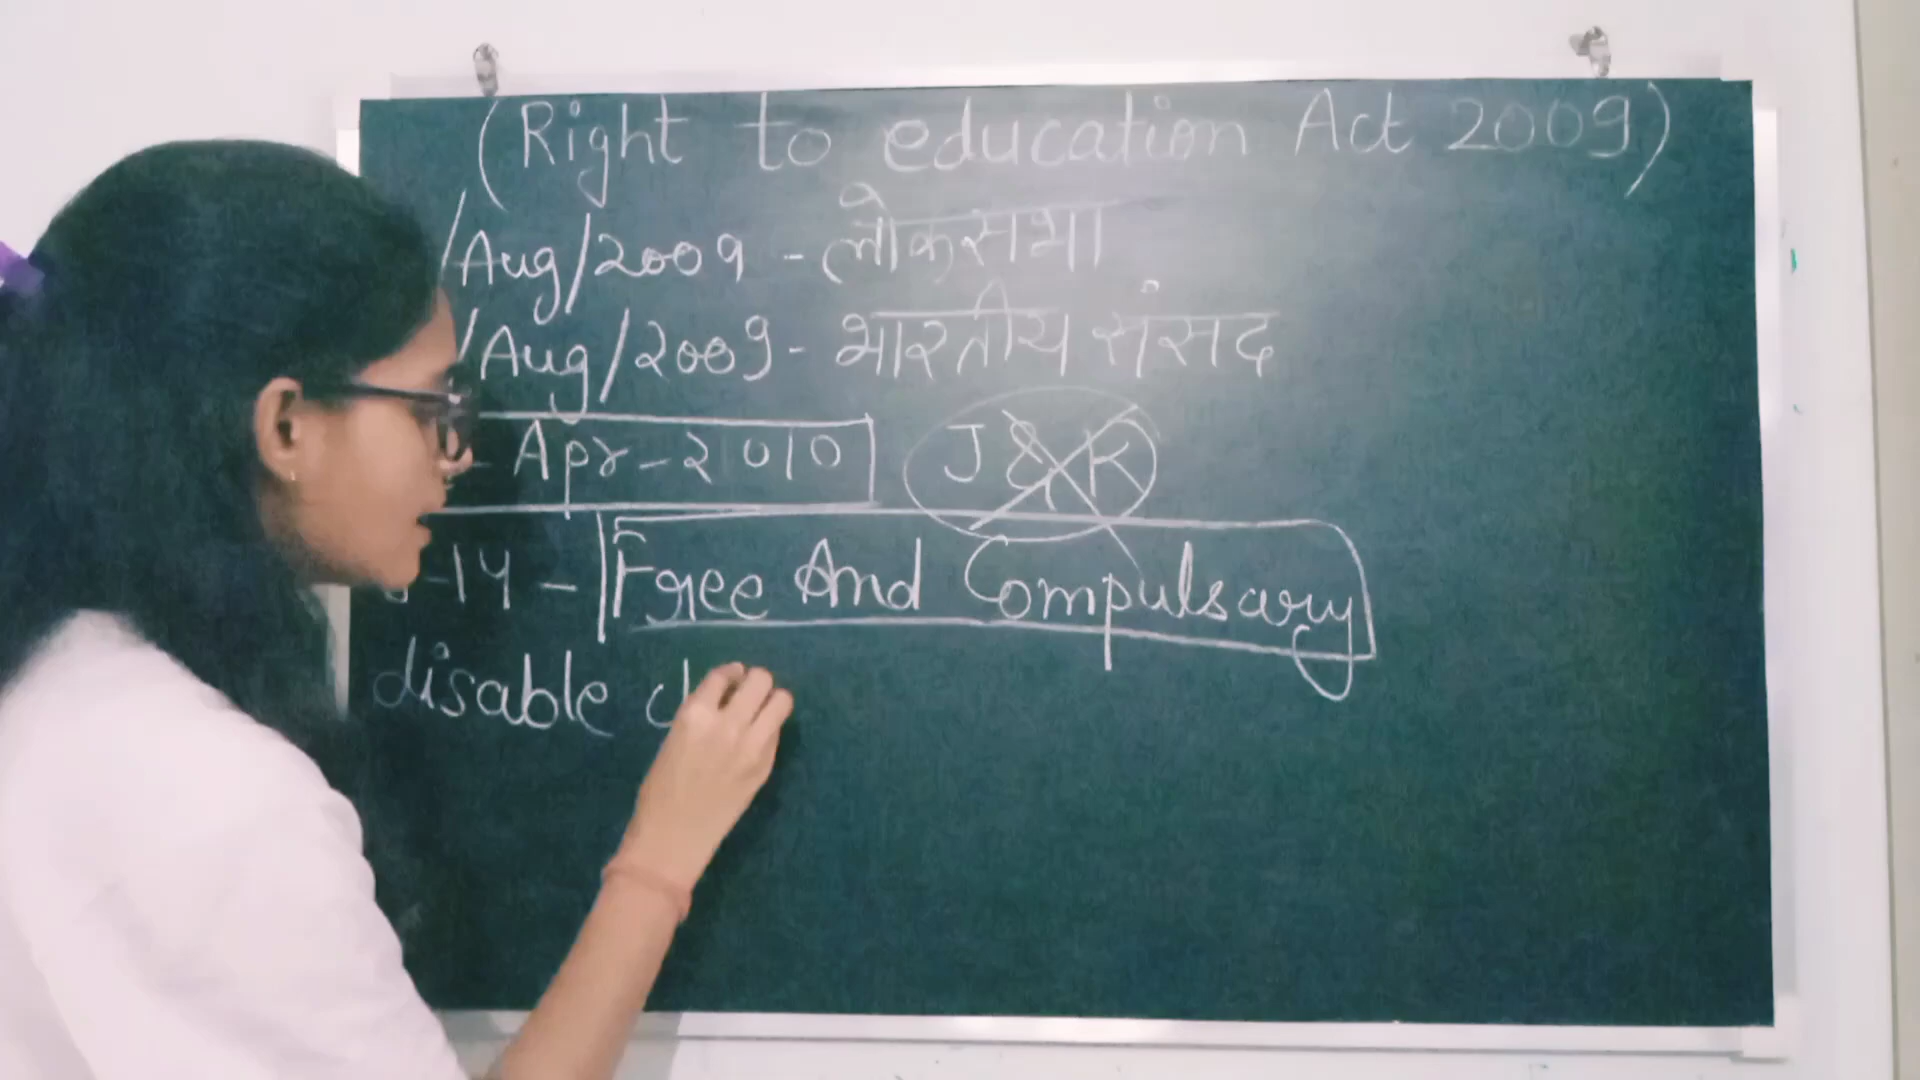 (Right to education Act 2009)
/Aug/2009 - लोकसभा
/Aug/2009 - भारतीय संसद
- Apr - 2010 J & K
-14 - Free And Compulsary
disable